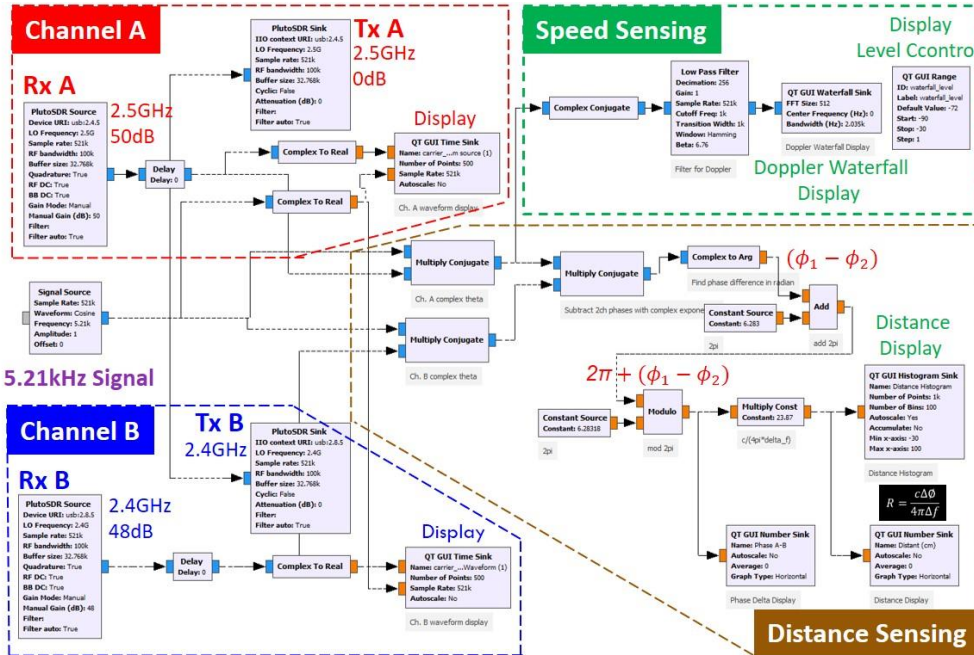 Channel A
Rx A
2.5GHz
50dB
PlutoSDR Source
Device URI: usb:2.4.5
LO Frequency: 2.5G
Sample rate: 521k
RF bandwidth: 100k
Buffer size: 32.768k
Quadrature: True
RF DC: True
BB DC: True
Gain Mode: Manual
Manual Gain (dB): 50
Filter:
Filter auto: True
Delay
Delay: 0
PlutoSDR Sink
IIO context URI: usb:2.4.5
LO Frequency: 2.5G
Sample rate: 521k
RF bandwidth: 100k
Buffer size: 32.768k
Cyclic: False
Attenuation (dB): 0
Filter:
Filter auto: True
Tx A
2.5GHz
0dB
Display
Complex To Real
Complex To Real
QT GUI Time Sink
Name: carrier_...m source (1)
Number of Points: 500
Sample Rate: 521k
Autoscale: No
Ch. A waveform display
Speed Sensing
Display
Level Ccontrol
Complex Conjugate
Low Pass Filter
Decimation: 256
Gain: 1
Sample Rate: 521k
Cutoff Freq: 1k
Transition Width: 1k
Window: Hamming
Beta: 6.76
Filter for Doppler
QT GUI Waterfall Sink
FFT Size: 512
Center Frequency (Hz): 0
Bandwidth (Hz): 2.035k
Doppler Waterfall Display
QT GUI Range
ID: waterfall_level
Label: waterfall_level
Default Value: -72
Start: -90
Stop: -30
Step: 1
Doppler Waterfall
Display
Signal Source
Sample Rate: 521k
Waveform: Cosine
Frequency: 5.21k
Amplitude: 1
Offset: 0
5.21kHz Signal
Multiply Conjugate
Ch. A complex theta
Multiply Conjugate
Ch. B complex theta
Multiply Conjugate
Subtract 2ch phases with complex expone
Complex to Arg
Find phase difference in radian
(ϕ₁ − ϕ₂)
Constant Source
Constant: 6.283
2pi
Add
add 2pi
2π + (ϕ₁ − ϕ₂)
Constant Source
Constant: 6.28318
2pi
Modulo
mod 2pi
Multiply Const
Constant: 23.87
c/(4pi*delta_f)
Distance
Display
QT GUI Histogram Sink
Name: Distance Histogram
Number of Points: 1k
Number of Bins: 100
Autoscale: Yes
Accumulate: No
Min x-axis: -30
Max x-axis: 100
Distance Histogram
R = cΔØ / 4πΔf
QT GUI Number Sink
Name: Phase A-B
Autoscale: No
Average: 0
Graph Type: Horizontal
Phase Delta Display
QT GUI Number Sink
Name: Distant (cm)
Autoscale: No
Average: 0
Graph Type: Horizontal
Distance Display
Distance Sensing
Channel B
Rx B
2.4GHz
48dB
PlutoSDR Source
Device URI: usb:2.8.5
LO Frequency: 2.4G
Sample rate: 521k
RF bandwidth: 100k
Buffer size: 32.768k
Quadrature: True
RF DC: True
BB DC: True
Gain Mode: Manual
Manual Gain (dB): 48
Filter:
Filter auto: True
Delay
Delay: 0
Tx B
2.4GHz
PlutoSDR Sink
IIO context URI: usb:2.8.5
LO Frequency: 2.4G
Sample rate: 521k
RF bandwidth: 100k
Buffer size: 32.768k
Cyclic: False
Attenuation (dB): 0
Filter:
Filter auto: True
Complex To Real
Display
QT GUI Time Sink
Name: carrier_...Waveform (1)
Number of Points: 500
Sample Rate: 521k
Autoscale: No
Ch. B waveform display